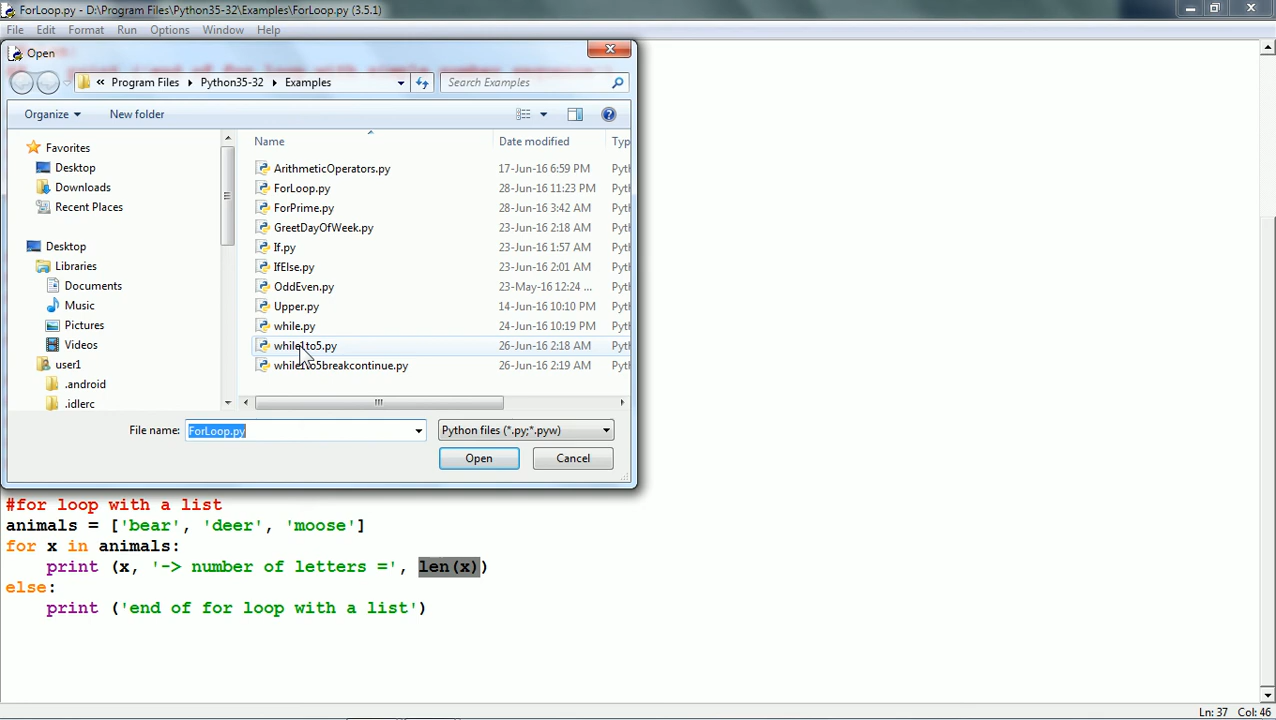 ForLoop.py - D:\Program Files\Python35-32\Examples\ForLoop.py (3.5.1)
File Edit Format Run Options Window Help
Open
« Program Files Python35-32 Examples Search Examples
Organize New folder
Name Date modified Typ
Favorites
Desktop
Downloads
Recent Places
Desktop
Libraries
Documents
Music
Pictures
Videos
user1
.android
.idlerc
ArithmeticOperators.py 17-Jun-16 6:59 PM Pyth
ForLoop.py 28-Jun-16 11:23 PM Pyth
ForPrime.py 28-Jun-16 3:42 AM Pyth
GreetDayOfWeek.py 23-Jun-16 2:18 AM Pyth
If.py 23-Jun-16 1:57 AM Pyth
IfElse.py 23-Jun-16 2:01 AM Pyth
OddEven.py 23-May-16 12:24 ... Pyth
Upper.py 14-Jun-16 10:10 PM Pyth
while.py 24-Jun-16 10:19 PM Pyth
while1to5.py 26-Jun-16 2:18 AM Pyth
while1to5breakcontinue.py 26-Jun-16 2:19 AM Pyth
File name: ForLoop.py Python files (*.py;*.pyw)
Open Cancel
#for loop with a list
animals = ['bear', 'deer', 'moose']
for x in animals:
print (x, '-> number of letters =', len(x))
else:
print ('end of for loop with a list')
Ln: 37 Col: 46